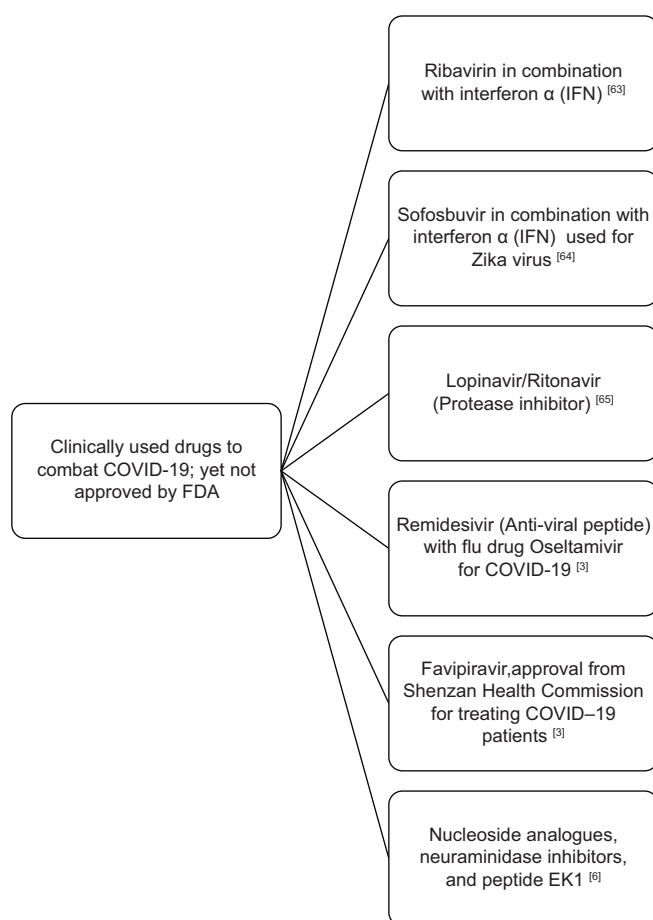 Ribavirin in combination
with interferon α (IFN) [63]
Sofosbuvir in combination with
interferon α (IFN) used for
Zika virus [64]
Lopinavir/Ritonavir
(Protease inhibitor) [65]
Clinically used drugs to
combat COVID-19; yet not
approved by FDA
Remidesivir (Anti-viral peptide)
with flu drug Oseltamivir
for COVID-19 [3]
Favipiravir,approval from
Shenzan Health Commission
for treating COVID–19
patients [3]
Nucleoside analogues,
neuraminidase inhibitors,
and peptide EK1 [6]